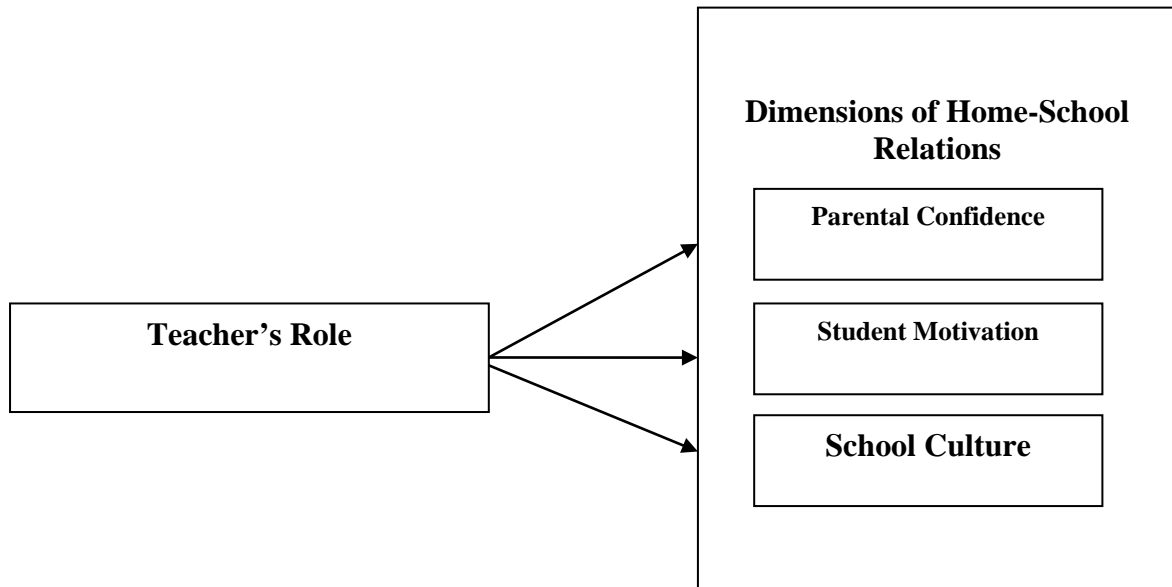 Dimensions of Home-School
Relations
Parental Confidence
Teacher’s Role
Student Motivation
School Culture